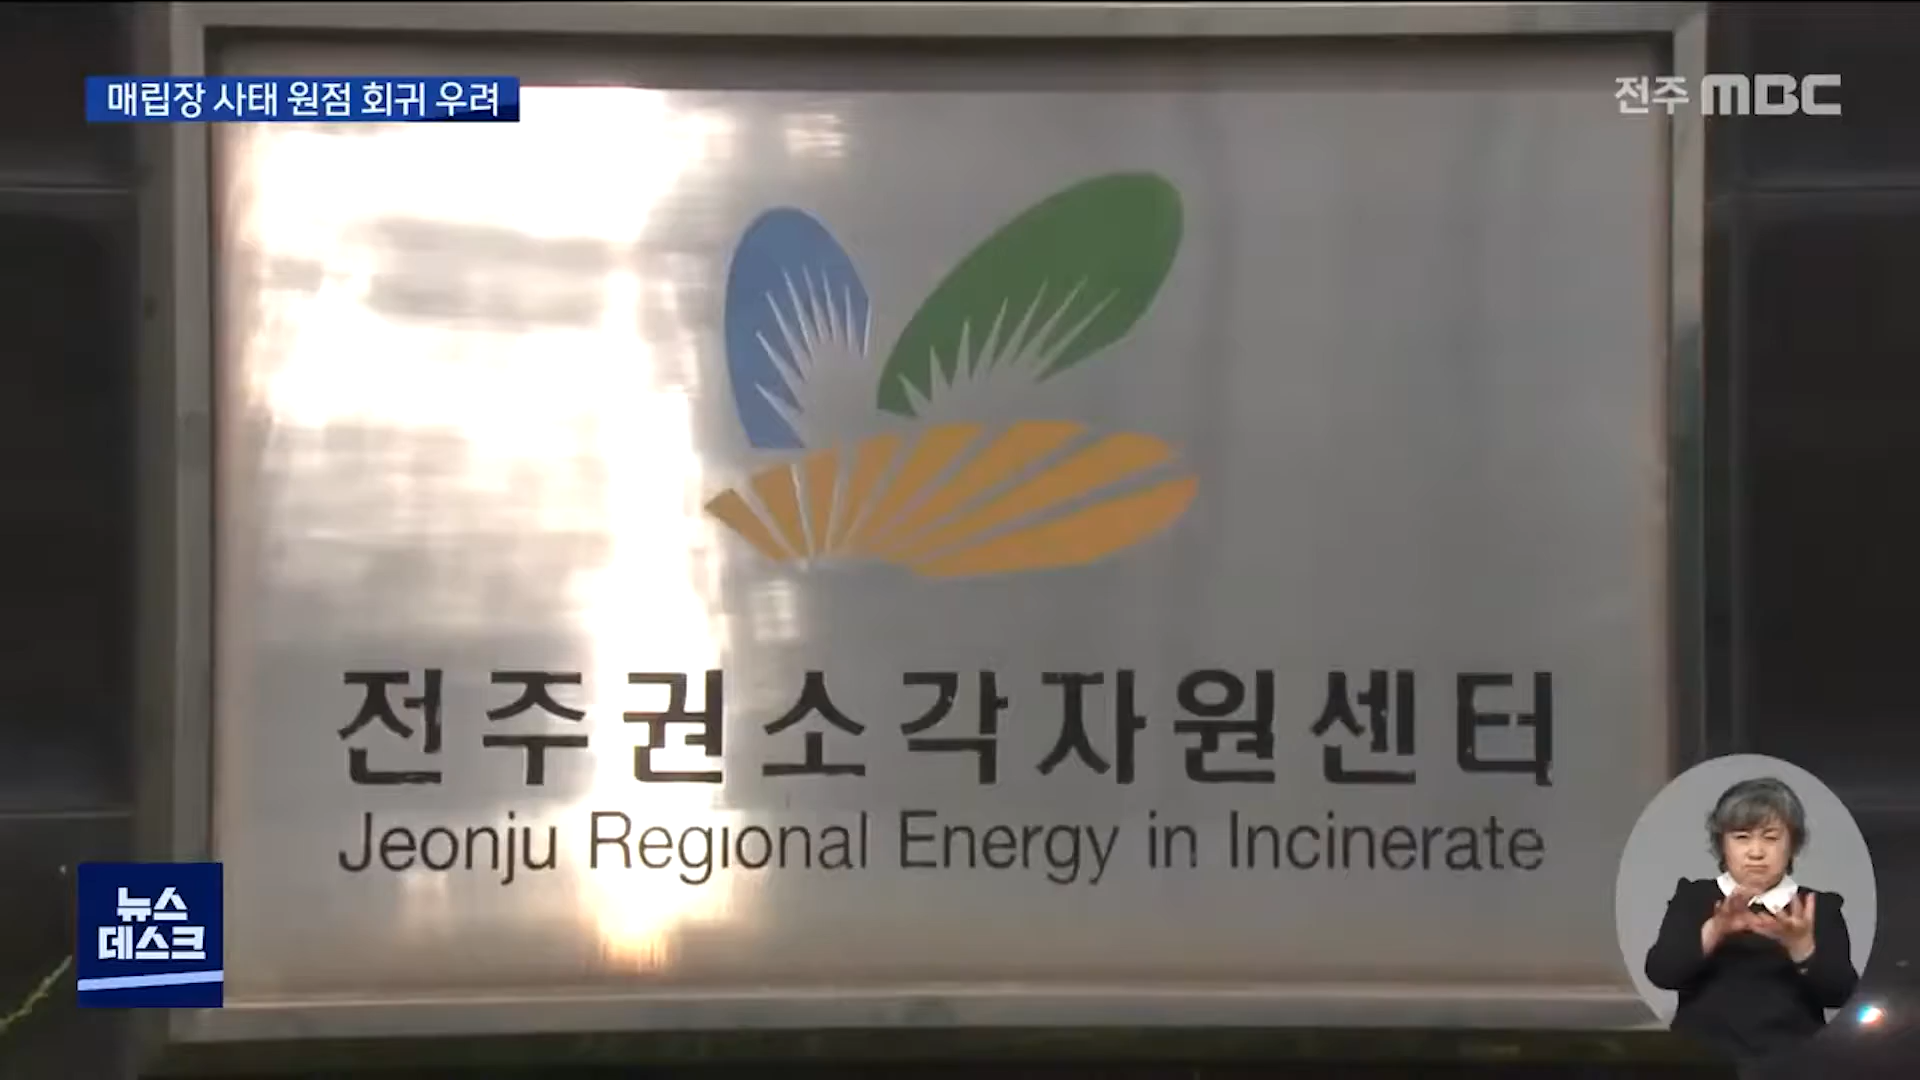 매립장 사태 원점 회귀 우려
전주 MBC
전주권소각자원센터
Jeonju Regional Energy in Incinerate
뉴스
데스크